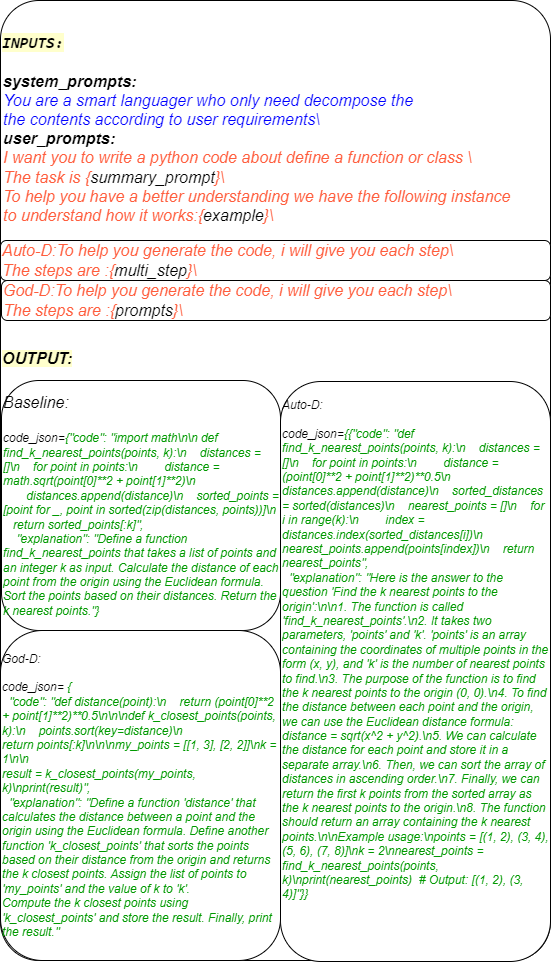 INPUTS:
system_prompts:
You are a smart languager who only need decompose the
the contents according to user requirements\
user_prompts:
I want you to write a python code about define a function or class \
The task is {summary_prompt}\
To help you have a better understanding we have the following instance
to understand how it works:{example}\
Auto-D:To help you generate the code, i will give you each step\
The steps are :{multi_step}\
God-D:To help you generate the code, i will give you each step\
The steps are :{prompts}\
OUTPUT:
Baseline:
code_json={"code": "import math\n\n def
find_k_nearest_points(points, k):\n    distances =
[]\n    for point in points:\n        distance =
math.sqrt(point[0]**2 + point[1]**2)\n
distances.append(distance)\n    sorted_points =
[point for _, point in sorted(zip(distances, points))]\n
return sorted_points[:k]",
"explanation": "Define a function
find_k_nearest_points that takes a list of points and
an integer k as input. Calculate the distance of each
point from the origin using the Euclidean formula.
Sort the points based on their distances. Return the
k nearest points."}
God-D:
code_json= {
"code": "def distance(point):\n    return (point[0]**2
+ point[1]**2)**0.5\n\n\ndef k_closest_points(points,
k):\n    points.sort(key=distance)\n
return points[:k]\n\n\nmy_points = [[1, 3], [2, 2]]\nk =
1\n\n
result = k_closest_points(my_points,
k)\nprint(result)",
"explanation": "Define a function 'distance' that
calculates the distance between a point and the
origin using the Euclidean formula. Define another
function 'k_closest_points' that sorts the points
based on their distance from the origin and returns
the k closest points. Assign the list of points to
'my_points' and the value of k to 'k'.
Compute the k closest points using
'k_closest_points' and store the result. Finally, print
the result."
Auto-D:
code_json={{"code": "def
find_k_nearest_points(points, k):\n    distances =
[]\n    for point in points:\n        distance =
(point[0]**2 + point[1]**2)**0.5\n
distances.append(distance)\n    sorted_distances
= sorted(distances)\n    nearest_points = []\n    for
i in range(k):\n        index =
distances.index(sorted_distances[i])\n
nearest_points.append(points[index])\n    return
nearest_points",
"explanation": "Here is the answer to the
question 'Find the k nearest points to the
origin':\n\n1. The function is called
'find_k_nearest_points'.\n2. It takes two
parameters, 'points' and 'k'. 'points' is an array
containing the coordinates of multiple points in the
form (x, y), and 'k' is the number of nearest points
to find.\n3. The purpose of the function is to find
the k nearest points to the origin (0, 0).\n4. To find
the distance between each point and the origin,
we can use the Euclidean distance formula:
distance = sqrt(x^2 + y^2).\n5. We can calculate
the distance for each point and store it in a
separate array.\n6. Then, we can sort the array of
distances in ascending order.\n7. Finally, we can
return the first k points from the sorted array as
the k nearest points to the origin.\n8. The function
should return an array containing the k nearest
points.\n\nExample usage:\npoints = [(1, 2), (3, 4),
(5, 6), (7, 8)]\nk = 2\nnearest_points =
find_k_nearest_points(points,
k)\nprint(nearest_points)  # Output: [(1, 2), (3,
4)]"}}